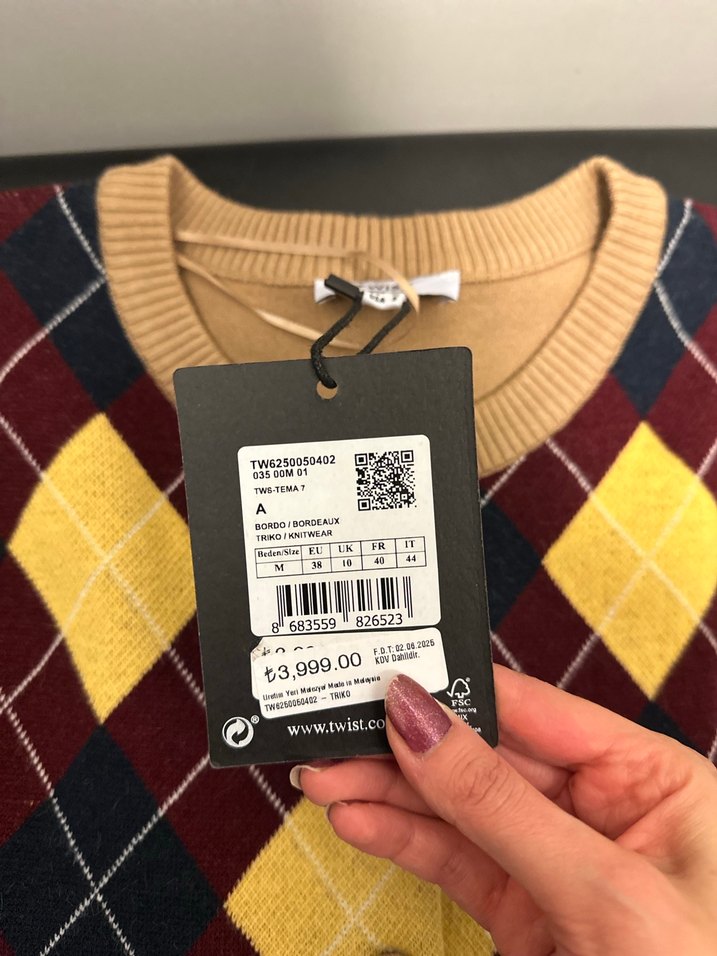 TW6250050402
035 00M 01
TWS-TEMA 7
A
BORDO / BORDEAUX
TRIKO / KNITWEAR
Beden/Size EU UK FR IT
M 38 10 40 44
8 683559 826523
₺3,999.00
F.D.T: 02.06.2025
KDV Dahildir.
Üretim Yeri Malezya/ Made in Malaysia
TW6250050402 - TRIKO
www.twist.co
FSC